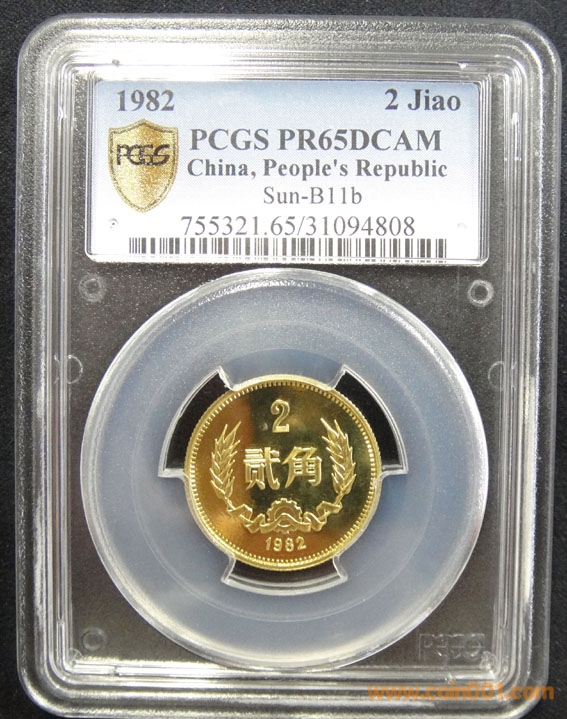 1982 2 Jiao
PCGS
PCGS PR65DCAM
China, People's Republic
Sun-B11b
755321.65/31094808
2
贰角
1982
PCGS
www.coin001.com